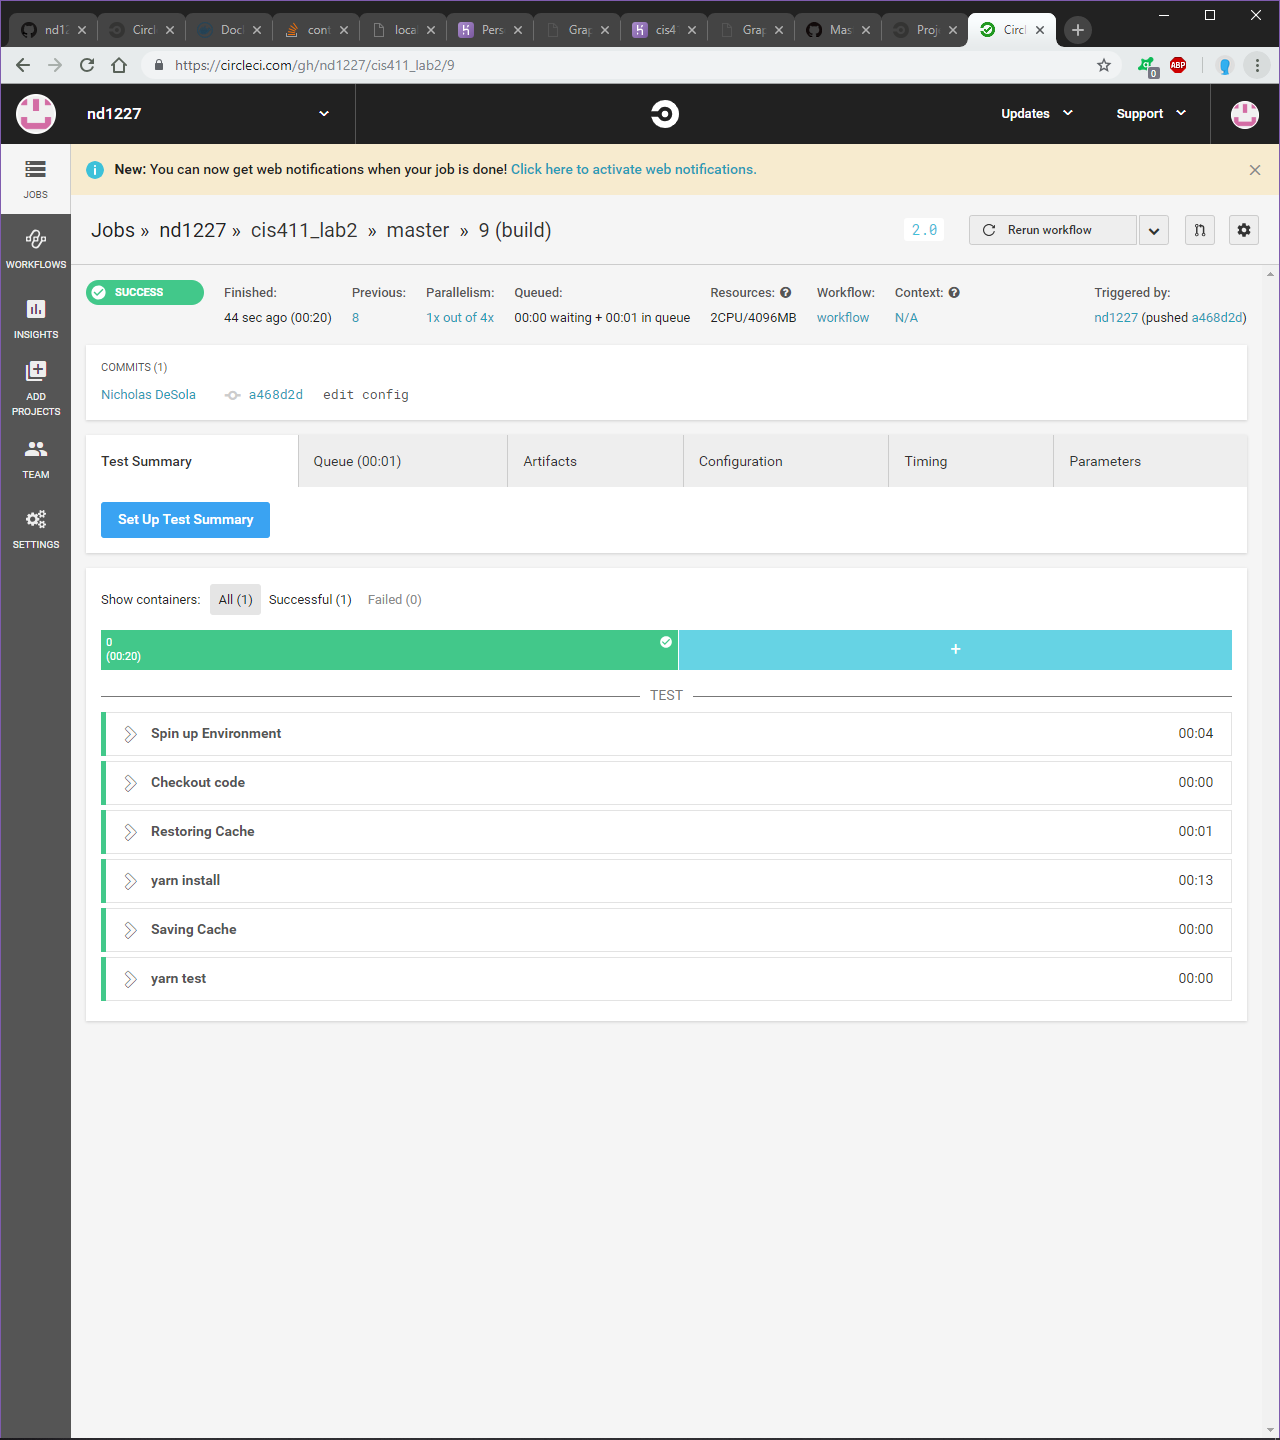 nd12 Circl Doc cont loca Pers Grap cis4 Grap Mas Proj Circ
https://circleci.com/gh/nd1227/cis411_lab2/9
0 ABP
nd1227 Updates Support
New: You can now get web notifications when your job is done! Click here to activate web notifications.
JOBS
WORKFLOWS
INSIGHTS
ADD
PROJECTS
TEAM
SETTINGS
Jobs » nd1227 » cis411_lab2 » master » 9 (build) 2.0 Rerun workflow
SUCCESS Finished: Previous: Parallelism: Queued: Resources: Workflow: Context: Triggered by:
44 sec ago (00:20) 8 1x out of 4x 00:00 waiting + 00:01 in queue 2CPU/4096MB workflow N/A nd1227 (pushed a468d2d)
COMMITS (1)
Nicholas DeSola a468d2d edit config
Test Summary Queue (00:01) Artifacts Configuration Timing Parameters
Set Up Test Summary
Show containers: All (1) Successful (1) Failed (0)
0
(00:20) +
TEST
Spin up Environment 00:04
Checkout code 00:00
Restoring Cache 00:01
yarn install 00:13
Saving Cache 00:00
yarn test 00:00